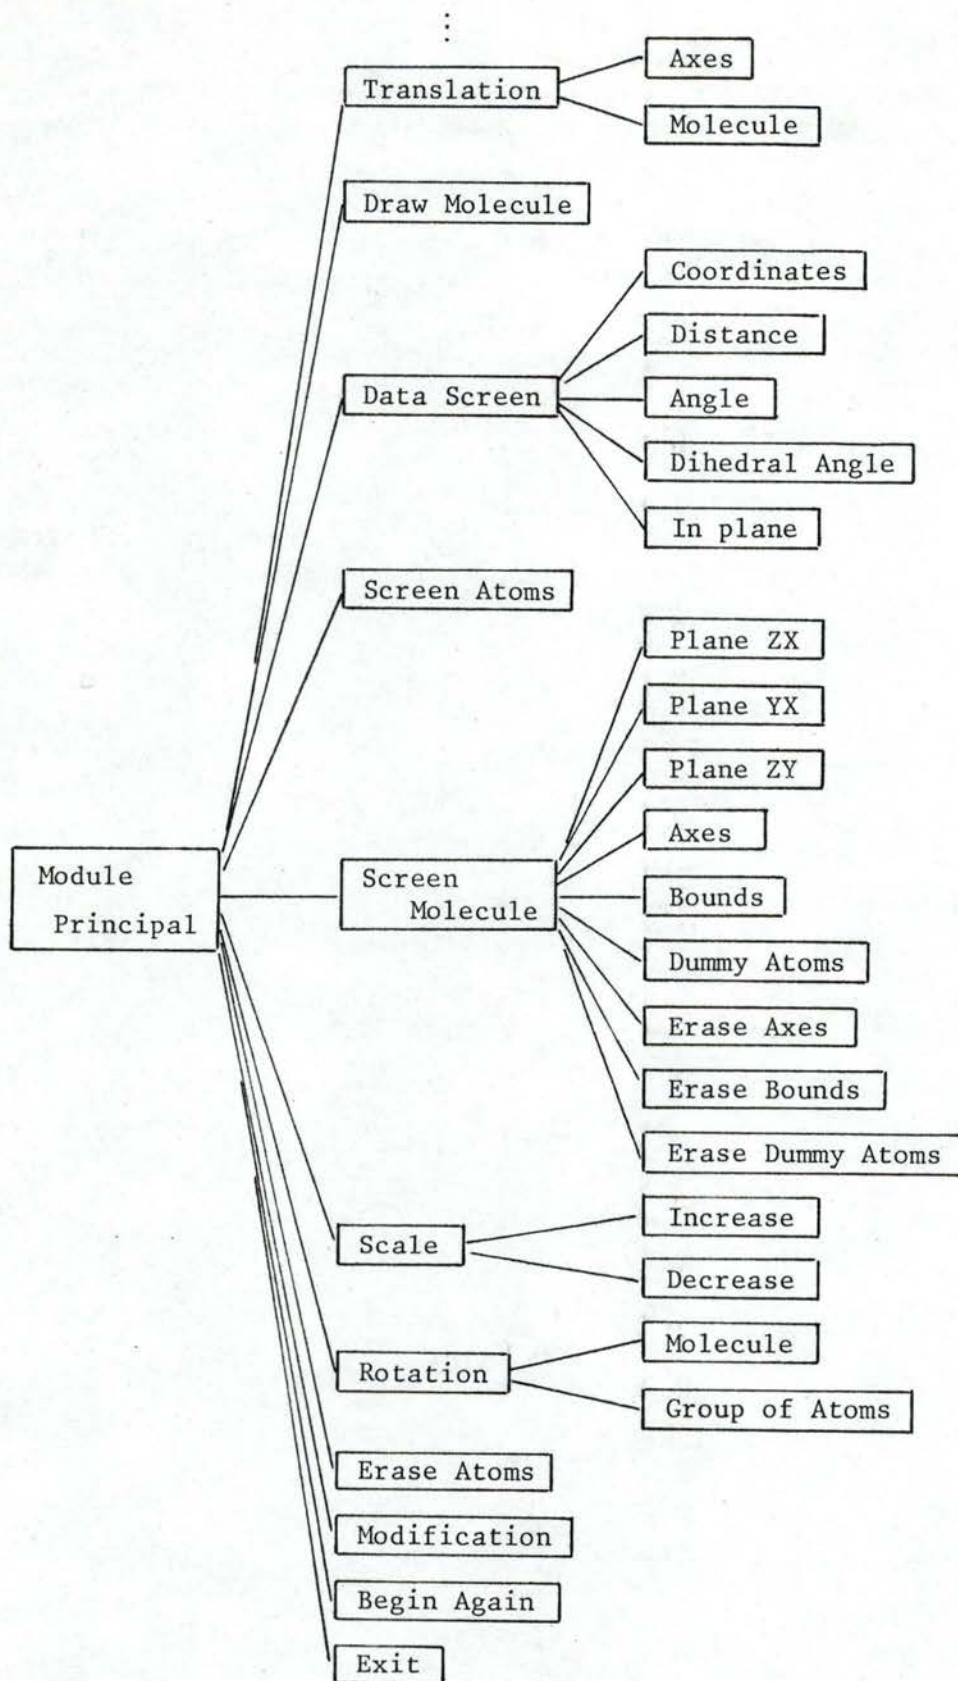 Translation
Axes
Molecule
Draw Molecule
Data Screen
Coordinates
Distance
Angle
Dihedral Angle
In plane
Screen Atoms
Module
Principal
Screen
Molecule
Plane ZX
Plane YX
Plane ZY
Axes
Bounds
Dummy Atoms
Erase Axes
Erase Bounds
Erase Dummy Atoms
Scale
Increase
Decrease
Rotation
Molecule
Group of Atoms
Erase Atoms
Modification
Begin Again
Exit